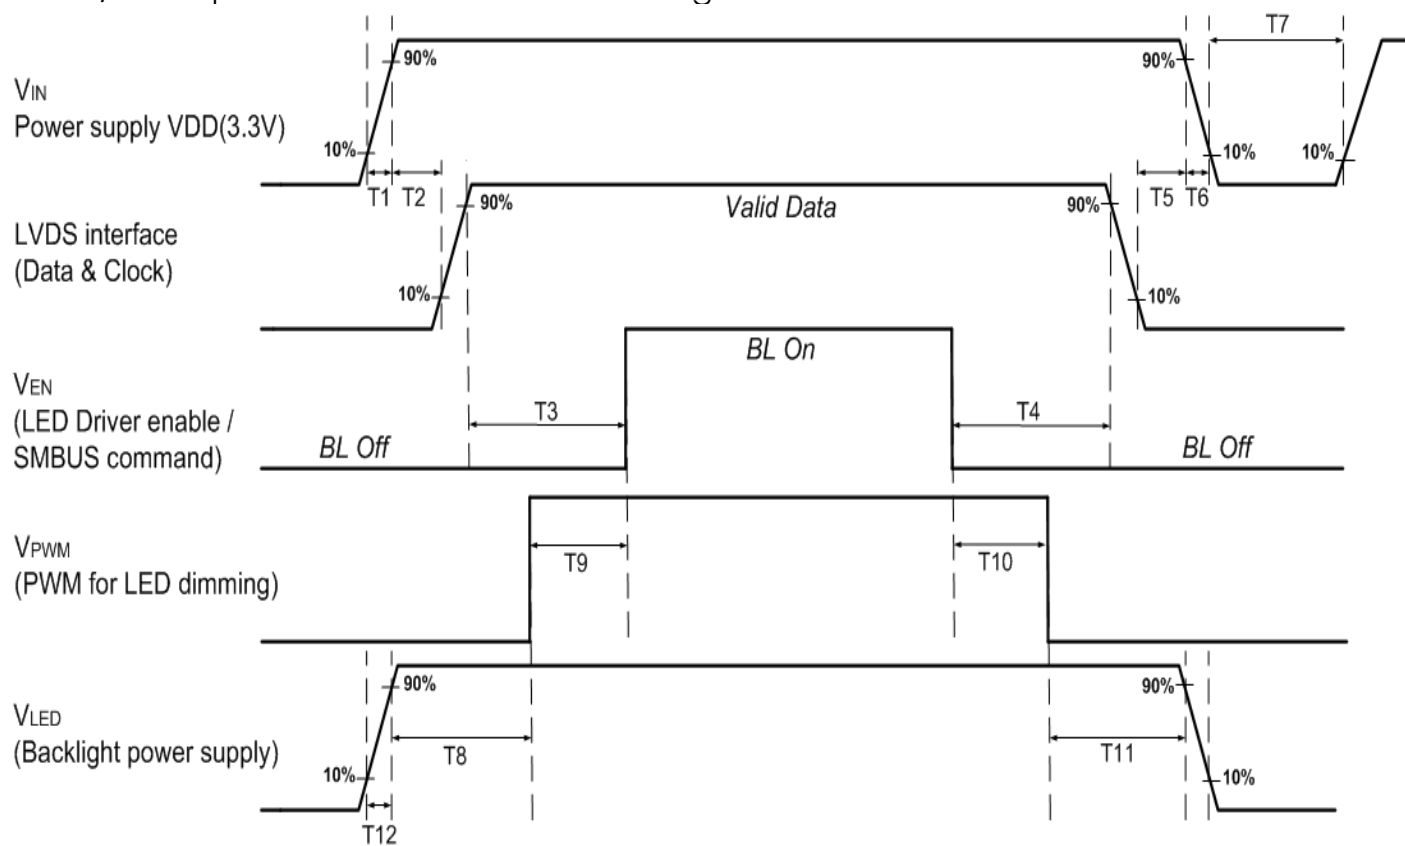 T7
90%
90%
VIN
Power supply VDD(3.3V)
10%
10%
10%
T1
T2
T5
T6
90%
Valid Data
90%
LVDS interface
(Data & Clock)
10%
10%
BL On
VEN
(LED Driver enable /
SMBUS command)
T3
T4
BL Off
BL Off
VPWM
(PWM for LED dimming)
T9
T10
90%
90%
VLED
(Backlight power supply)
T8
T11
10%
10%
T12